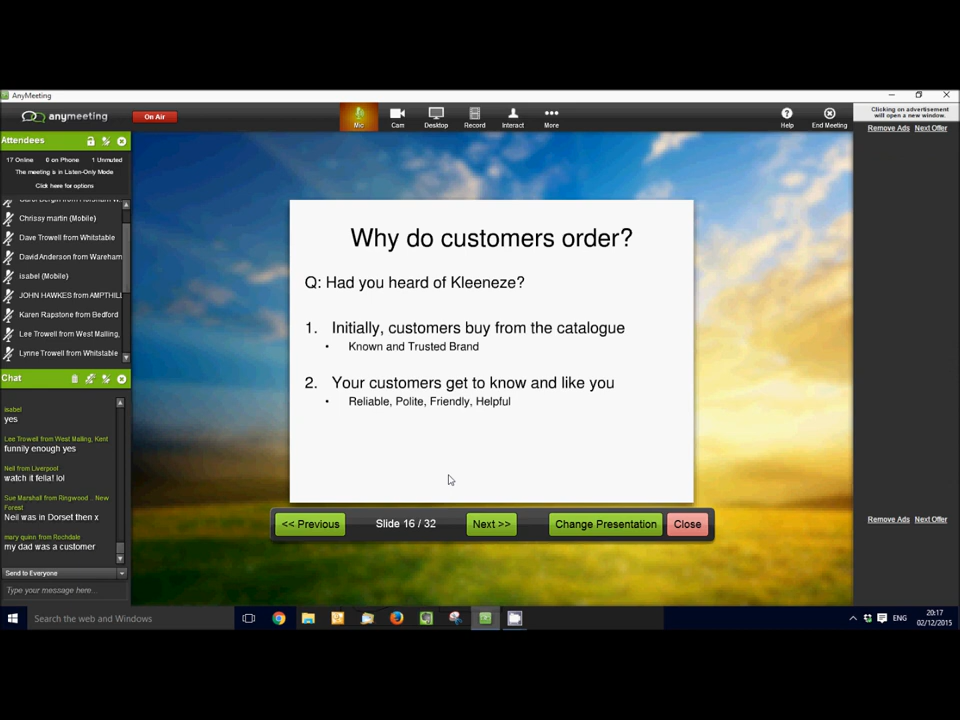 AnyMeeting
anymeeting
On Air
Mic
Cam
Desktop
Record
Interact
More
Help
End Meeting
Clicking on advertisement
will open a new window.
Remove Ads Next Offer
Attendees
17 Online 0 on Phone 1 Unmuted
The meeting is in Listen-Only Mode
Click here for options
Chrissy martin (Mobile)
Dave Trowell from Whitstable
David Anderson from Wareham
isabel (Mobile)
JOHN HAWKES from AMPTHILL
Karen Rapstone from Bedford
Lee Trowell from West Malling,
Lynne Trowell from Whitstable
Chat
isabel
yes
Lee Trowell from West Malling, Kent
funnily enough yes
Neil from Liverpool
watch it fella! lol
Sue Marshall from Ringwood .. New
Forest
Neil was in Dorset then x
mary quinn from Rochdale
my dad was a customer
Send to Everyone
Type your message here...
Why do customers order?
Q: Had you heard of Kleeneze?
1. Initially, customers buy from the catalogue
• Known and Trusted Brand
2. Your customers get to know and like you
• Reliable, Polite, Friendly, Helpful
<< Previous
Slide 16 / 32
Next >>
Change Presentation
Close
Remove Ads Next Offer
Search the web and Windows
ENG
20:17
02/12/2015